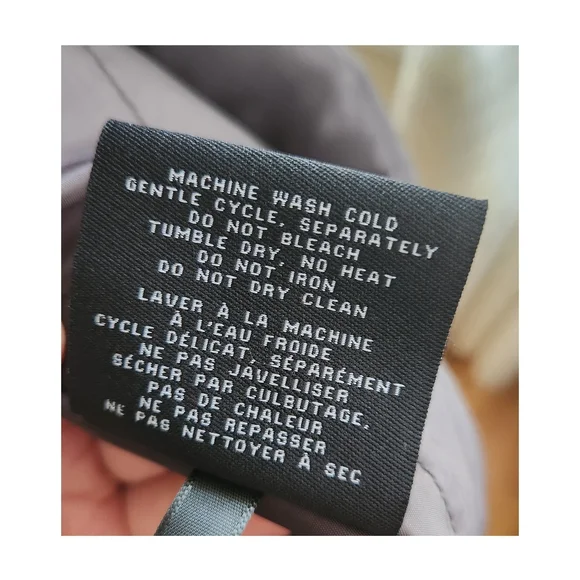 MACHINE WASH COLD
GENTLE CYCLE, SEPARATELY
DO NOT BLEACH
TUMBLE DRY, NO HEAT
DO NOT IRON
DO NOT DRY CLEAN
LAVER À LA MACHINE
À L'EAU FROIDE
CYCLE DÉLICAT, SÉPARÉMENT
NE PAS JAVELLISER
SÉCHER PAR CULBUTAGE,
PAS DE CHALEUR
NE PAS REPASSER
NE PAS NETTOYER À SEC